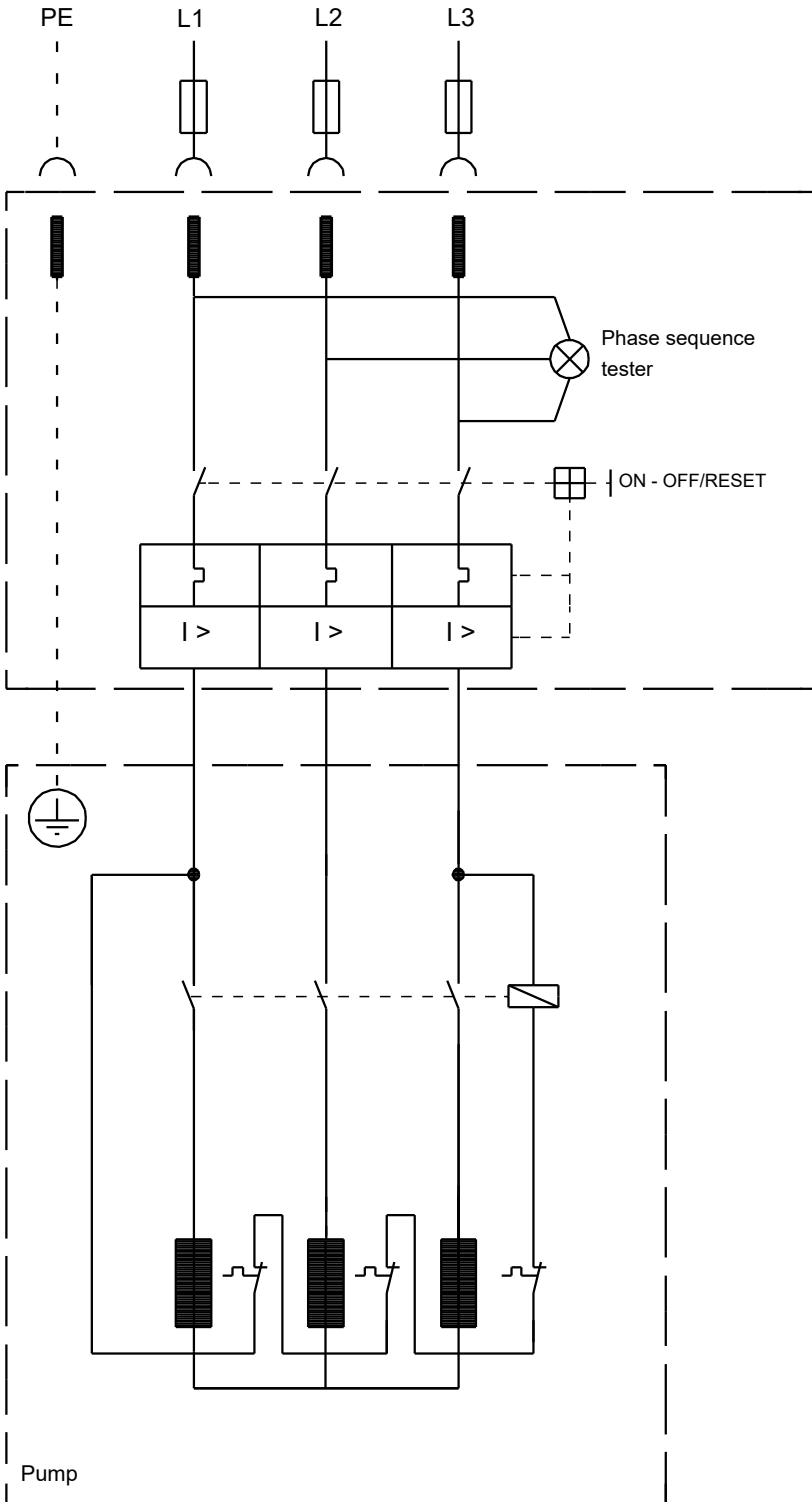 PE L1 L2 L3
Phase sequence
tester
ON - OFF/RESET
I > I > I >
Pump